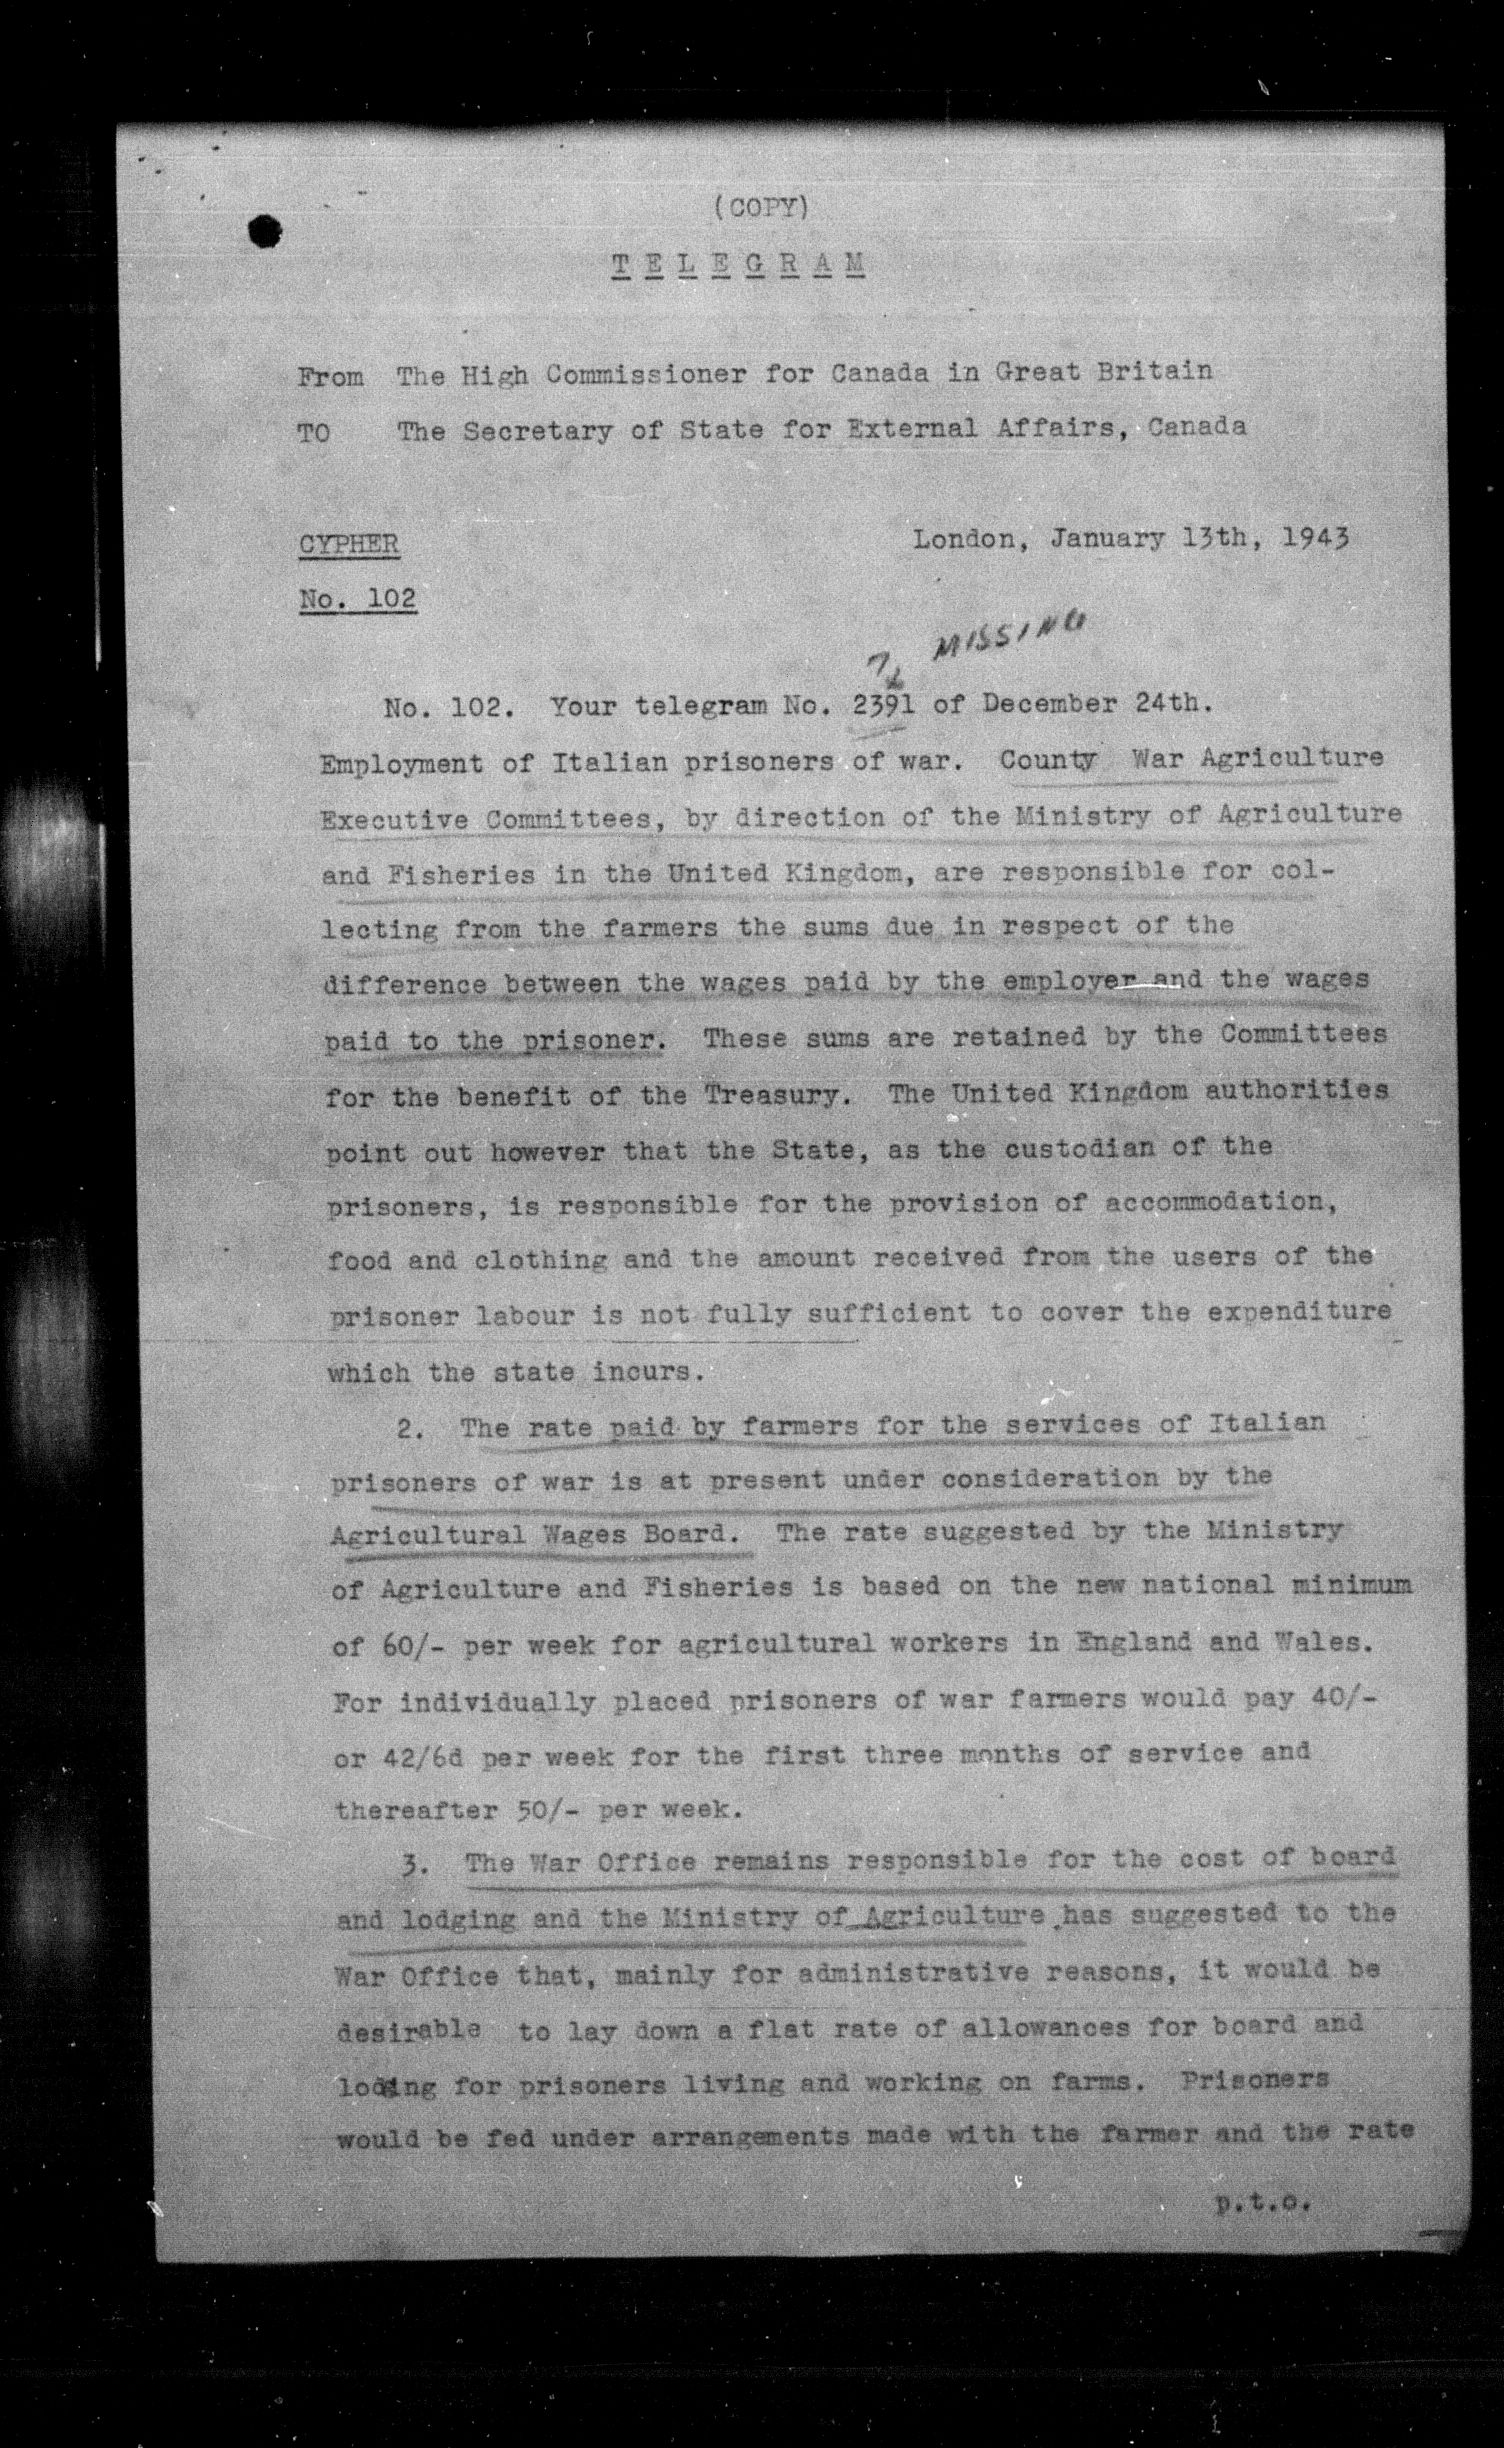 (COPY)
TELEGRAM
From The High Commissioner for Canada in Great Britain
TO The Secretary of State for External Affairs, Canada
CYPHER London, January 13th, 1943
No. 102
MISSING
No. 102. Your telegram No. 2391 of December 24th.
Employment of Italian prisoners of war. County War Agriculture
Executive Committees, by direction of the Ministry of Agriculture
and Fisheries in the United Kingdom, are responsible for col-
lecting from the farmers the sums due in respect of the
difference between the wages paid by the employer and the wages
paid to the prisoner. These sums are retained by the Committees
for the benefit of the Treasury. The United Kingdom authorities
point out however that the State, as the custodian of the
prisoners, is responsible for the provision of accommodation,
food and clothing and the amount received from the users of the
prisoner labour is not fully sufficient to cover the expenditure
which the state incurs.
2. The rate paid by farmers for the services of Italian
prisoners of war is at present under consideration by the
Agricultural Wages Board. The rate suggested by the Ministry
of Agriculture and Fisheries is based on the new national minimum
of 60/- per week for agricultural workers in England and Wales.
For individually placed prisoners of war farmers would pay 40/-
or 42/6d per week for the first three months of service and
thereafter 50/- per week.
3. The War Office remains responsible for the cost of board
and lodging and the Ministry of Agriculture has suggested to the
War Office that, mainly for administrative reasons, it would be
desirable to lay down a flat rate of allowances for board and
loding for prisoners living and working on farms. Prisoners
would be fed under arrangements made with the farmer and the rate
p.t.o.